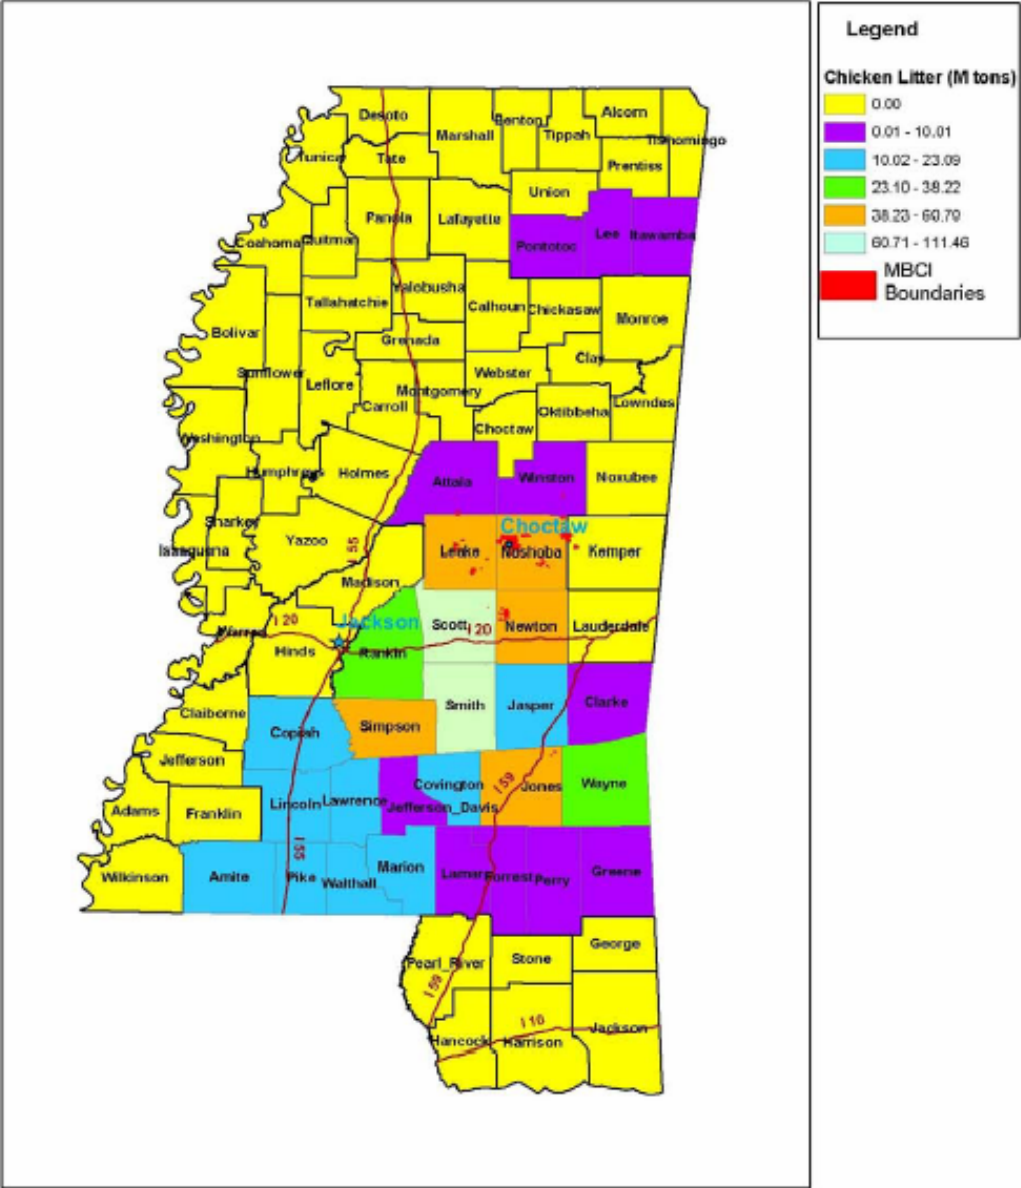 Legend
Chicken Litter (M tons)
0.00
0.01 - 10.01
10.02 - 23.09
23.10 - 38.22
38.23 - 60.70
60.71 - 111.46
MBCI
Boundaries
Desoto
Marshall
Benton
Tippah
Alcorn
Tishomingo
Tunica
Tate
Prentiss
Union
Panola
Lafayette
Pontotoc
Lee
Itawamba
Coahoma
Quitman
Yalobusha
Tallahatchie
Calhoun
Chickasaw
Monroe
Bolivar
Grenada
Clay
Sunflower
Leflore
Webster
Montgomery
Carroll
Oktibbeha
Lowndes
Choctaw
Washington
Humphreys
Holmes
Attala
Winston
Noxubee
Sharkey
Issaquena
Yazoo
Choctaw
55
Leake
Noshoba
Kemper
Madison
Jackson
I 20
Warren
Scott
I 20
Newton
Lauderdale
Hinds
Rankin
Smith
Jasper
Clarke
Claiborne
Copiah
Simpson
Jefferson
Covington
I 59
Jones
Wayne
Adams
Franklin
Lincoln
Lawrence
Jefferson_Davis
I 55
Wilkinson
Amite
Pike
Walthall
Marion
Lamar
Forrest
Perry
Greene
George
Pearl_River
Stone
I 59
I 10
Jackson
Hancock
Harrison